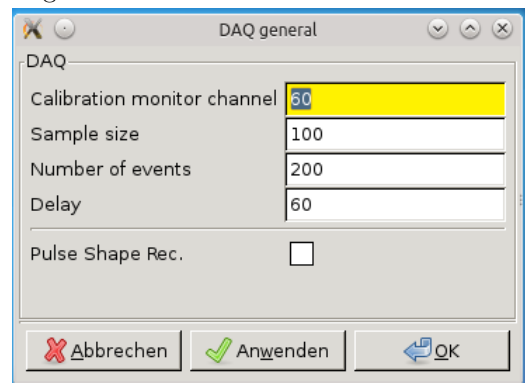 DAQ general
DAQ
Calibration monitor channel 60
Sample size 100
Number of events 200
Delay 60
Pulse Shape Rec.
Abbrechen Anwenden OK